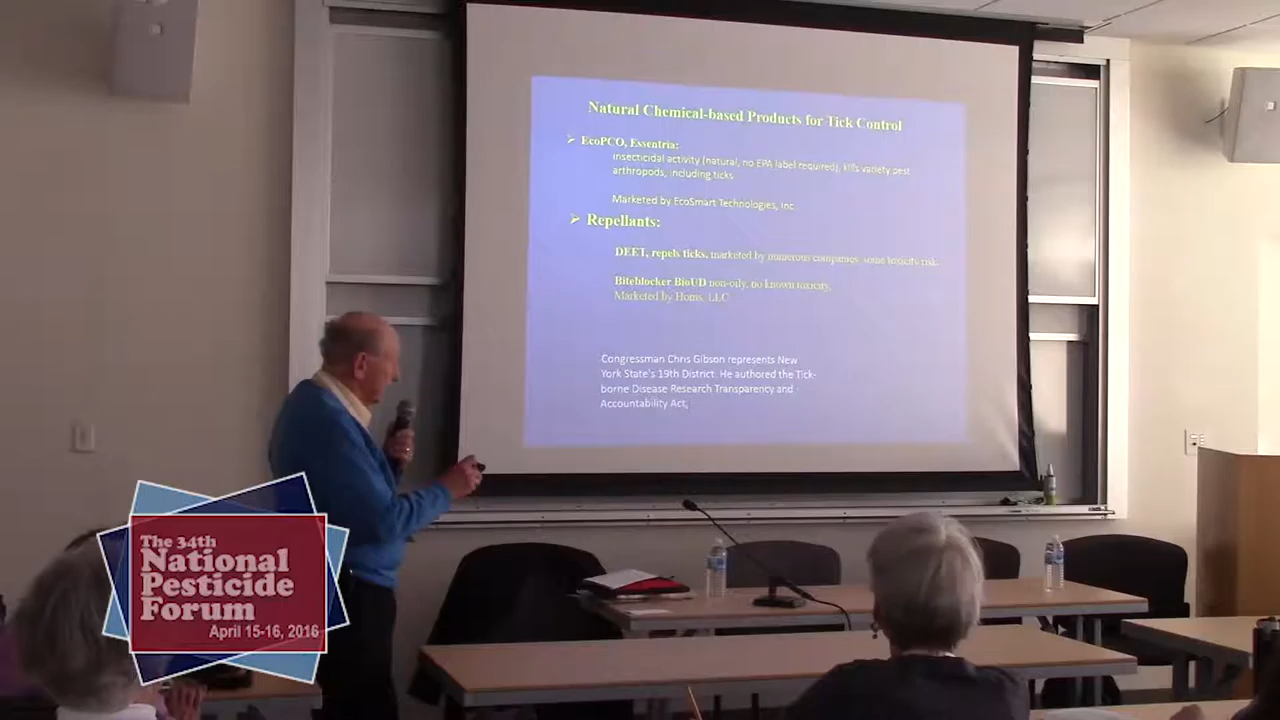 Natural Chemical-based Products for Tick Control
➢ EcoPCO, Essentria:
insecticidal activity (natural, no EPA label required), kills variety pest
arthropods, including ticks
Marketed by EcoSmart Technologies, Inc
➢ Repellants:
DEET, repels ticks, marketed by numerous companies, some toxicity risk.
Biteblocker BioUD non-oily, no known toxicity,
Marketed by Homs, LLC
Congressman Chris Gibson represents New
York State's 19th District. He authored the Tick-
borne Disease Research Transparency and
Accountability Act,
The 34th
National
Pesticide
Forum
April 15-16, 2016